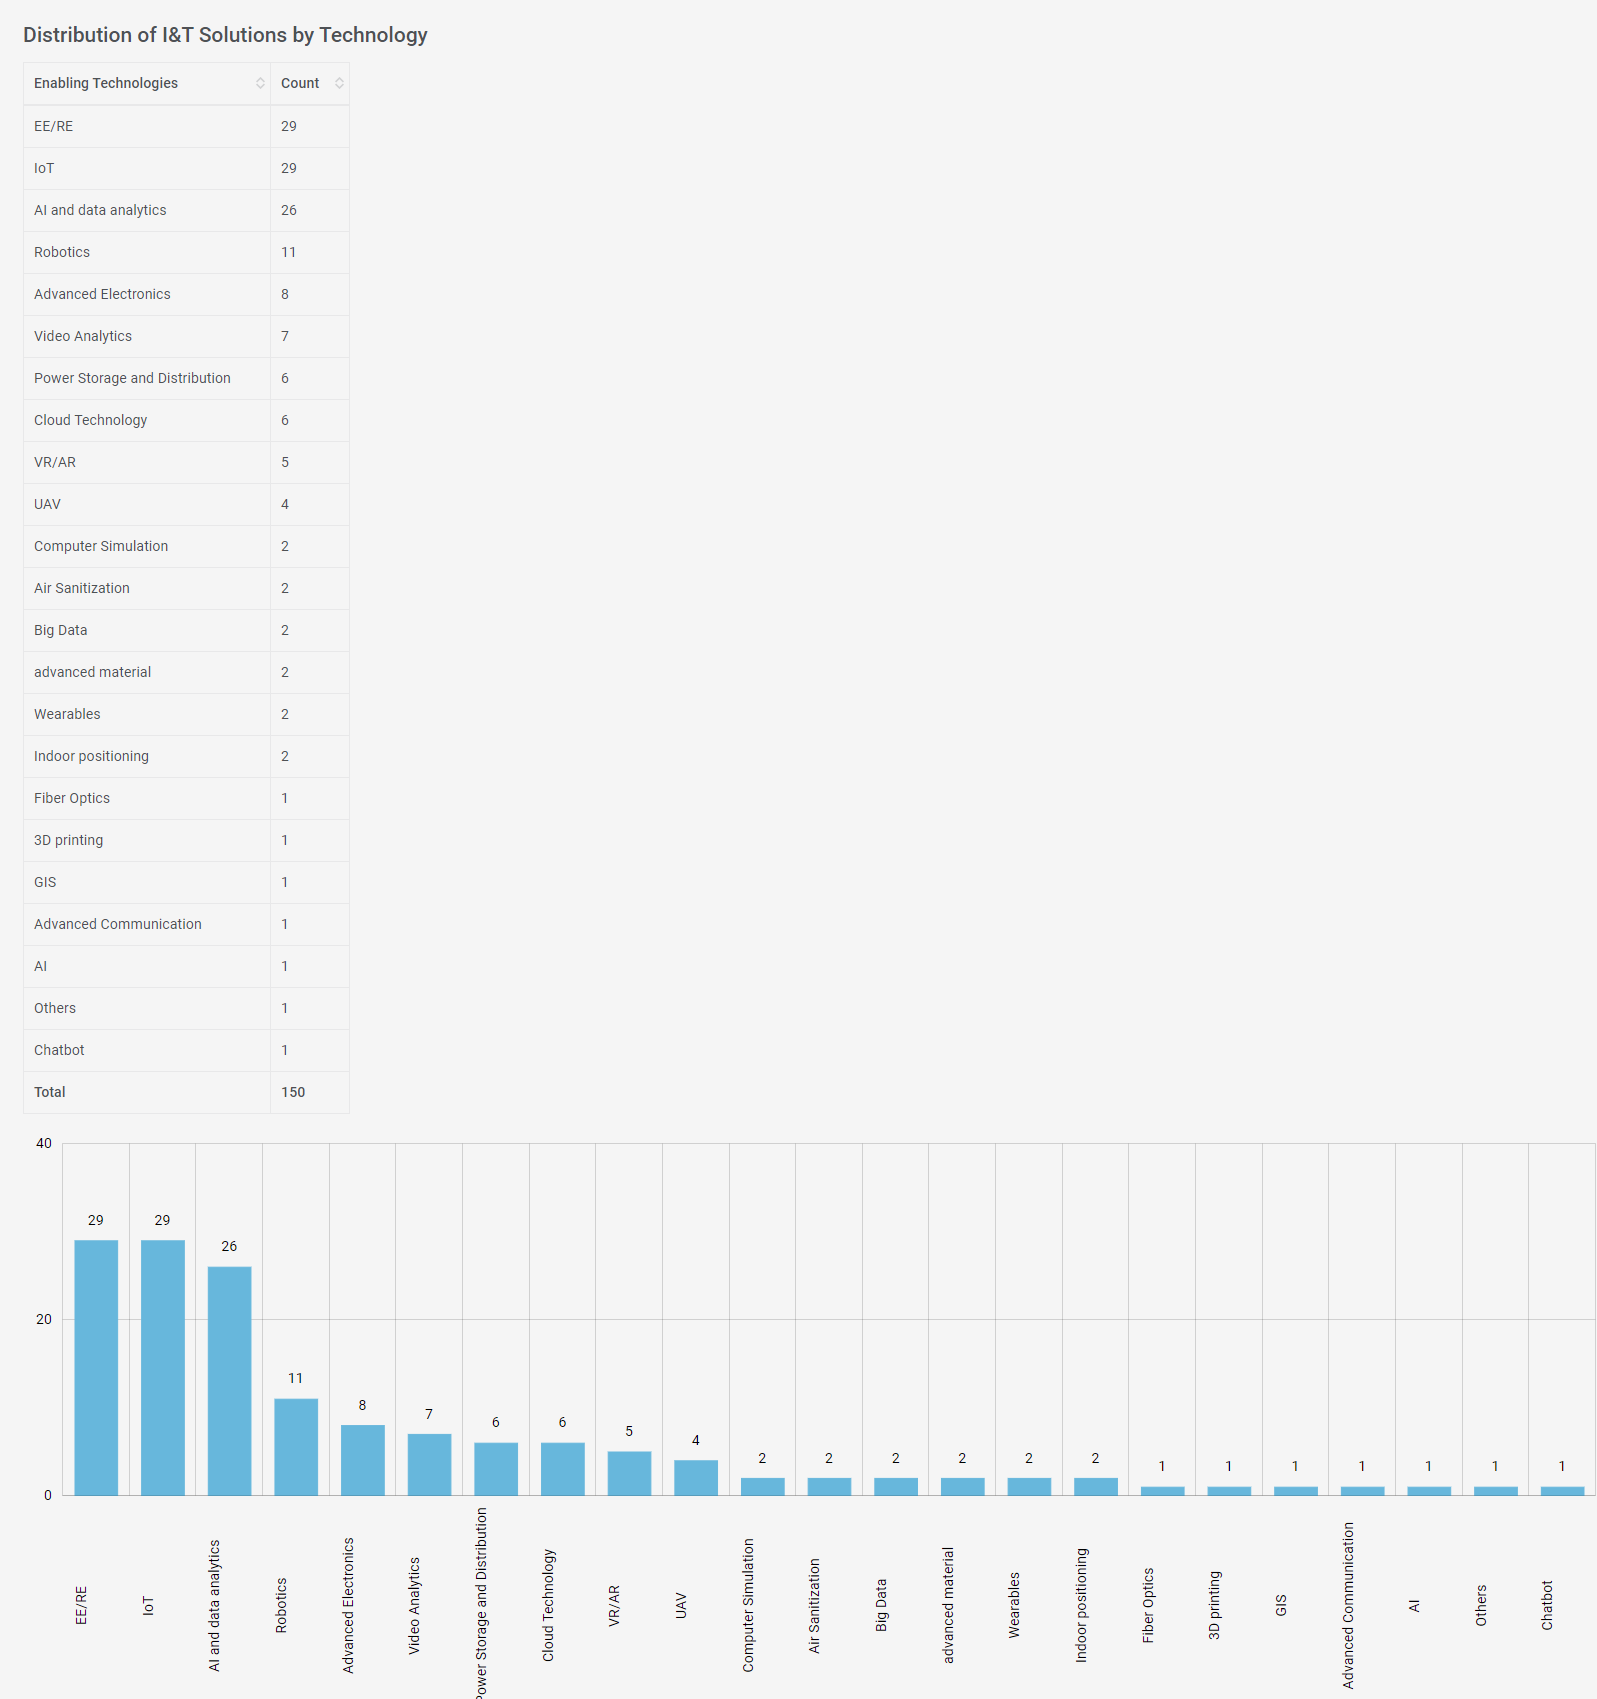 Distribution of I&T Solutions by Technology
Enabling Technologies Count
EE/RE 29
IoT 29
AI and data analytics 26
Robotics 11
Advanced Electronics 8
Video Analytics 7
Power Storage and Distribution 6
Cloud Technology 6
VR/AR 5
UAV 4
Computer Simulation 2
Air Sanitization 2
Big Data 2
advanced material 2
Wearables 2
Indoor positioning 2
Fiber Optics 1
3D printing 1
GIS 1
Advanced Communication 1
AI 1
Others 1
Chatbot 1
Total 150
40
20
0
29
29
26
11
8
7
6
6
5
4
2
2
2
2
2
2
1
1
1
1
1
1
1
EE/RE
IoT
AI and data analytics
Robotics
Advanced Electronics
Video Analytics
Power Storage and Distribution
Cloud Technology
VR/AR
UAV
Computer Simulation
Air Sanitization
Big Data
advanced material
Wearables
Indoor positioning
Fiber Optics
3D printing
GIS
Advanced Communication
AI
Others
Chatbot